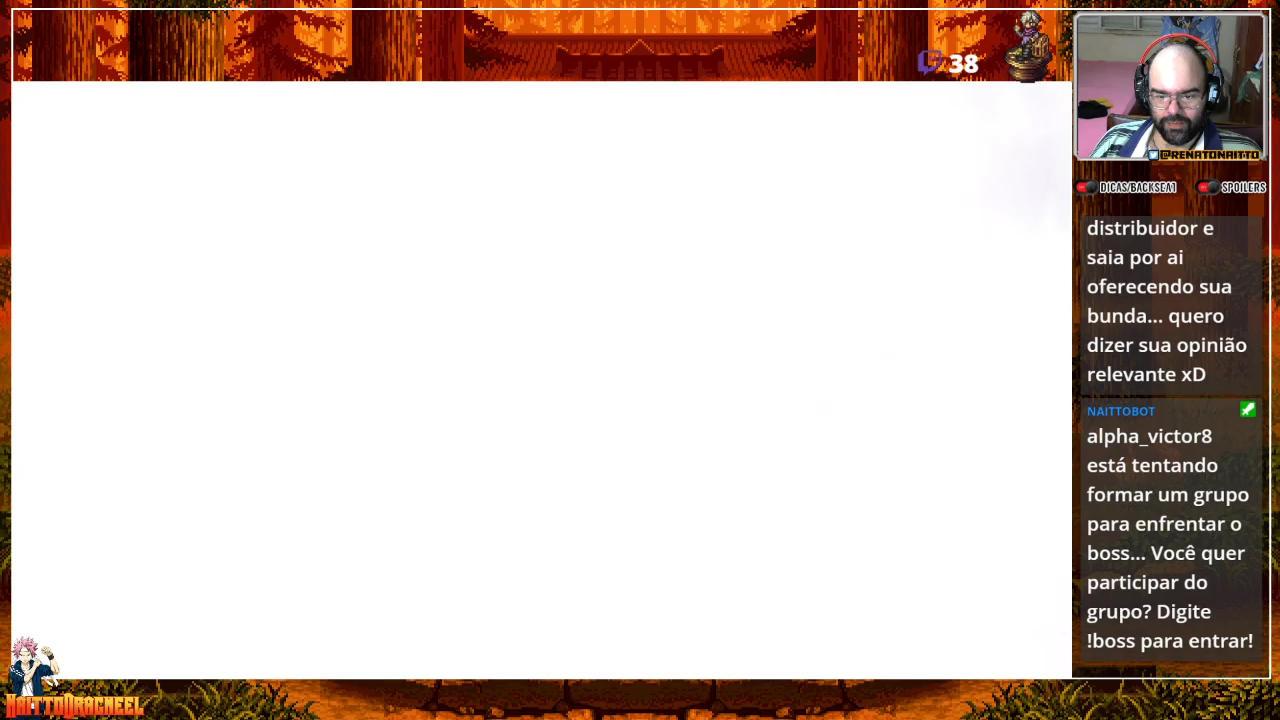 38
@RENATONAITTO
DICAS/BACKSEAT
SPOILERS
distribuidor e
saia por ai
oferecendo sua
bunda... quero
dizer sua opinião
relevante xD
NAITTOBOT
alpha_victor8
está tentando
formar um grupo
para enfrentar o
boss... Você quer
participar do
grupo? Digite
!boss para entrar!
NAITTODRAGNEEL